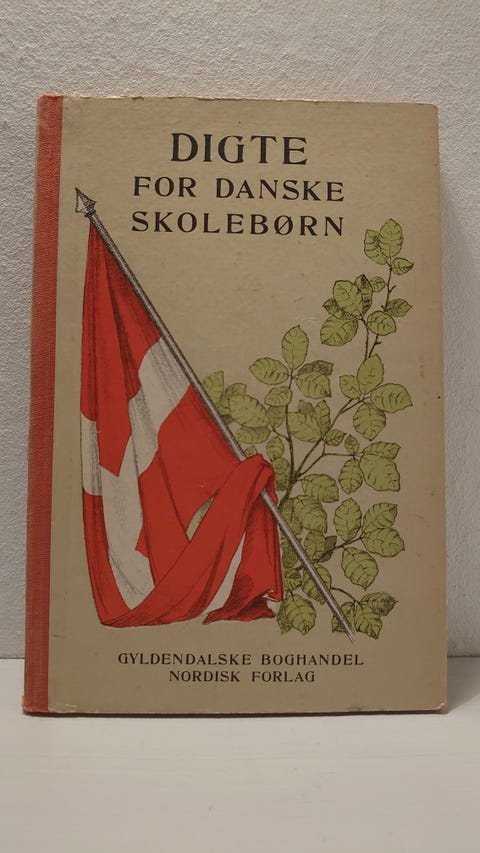 DIGTE
FOR DANSKE
SKOLEBØRN
GYLDENDALSKE BOGHANDEL
NORDISK FORLAG